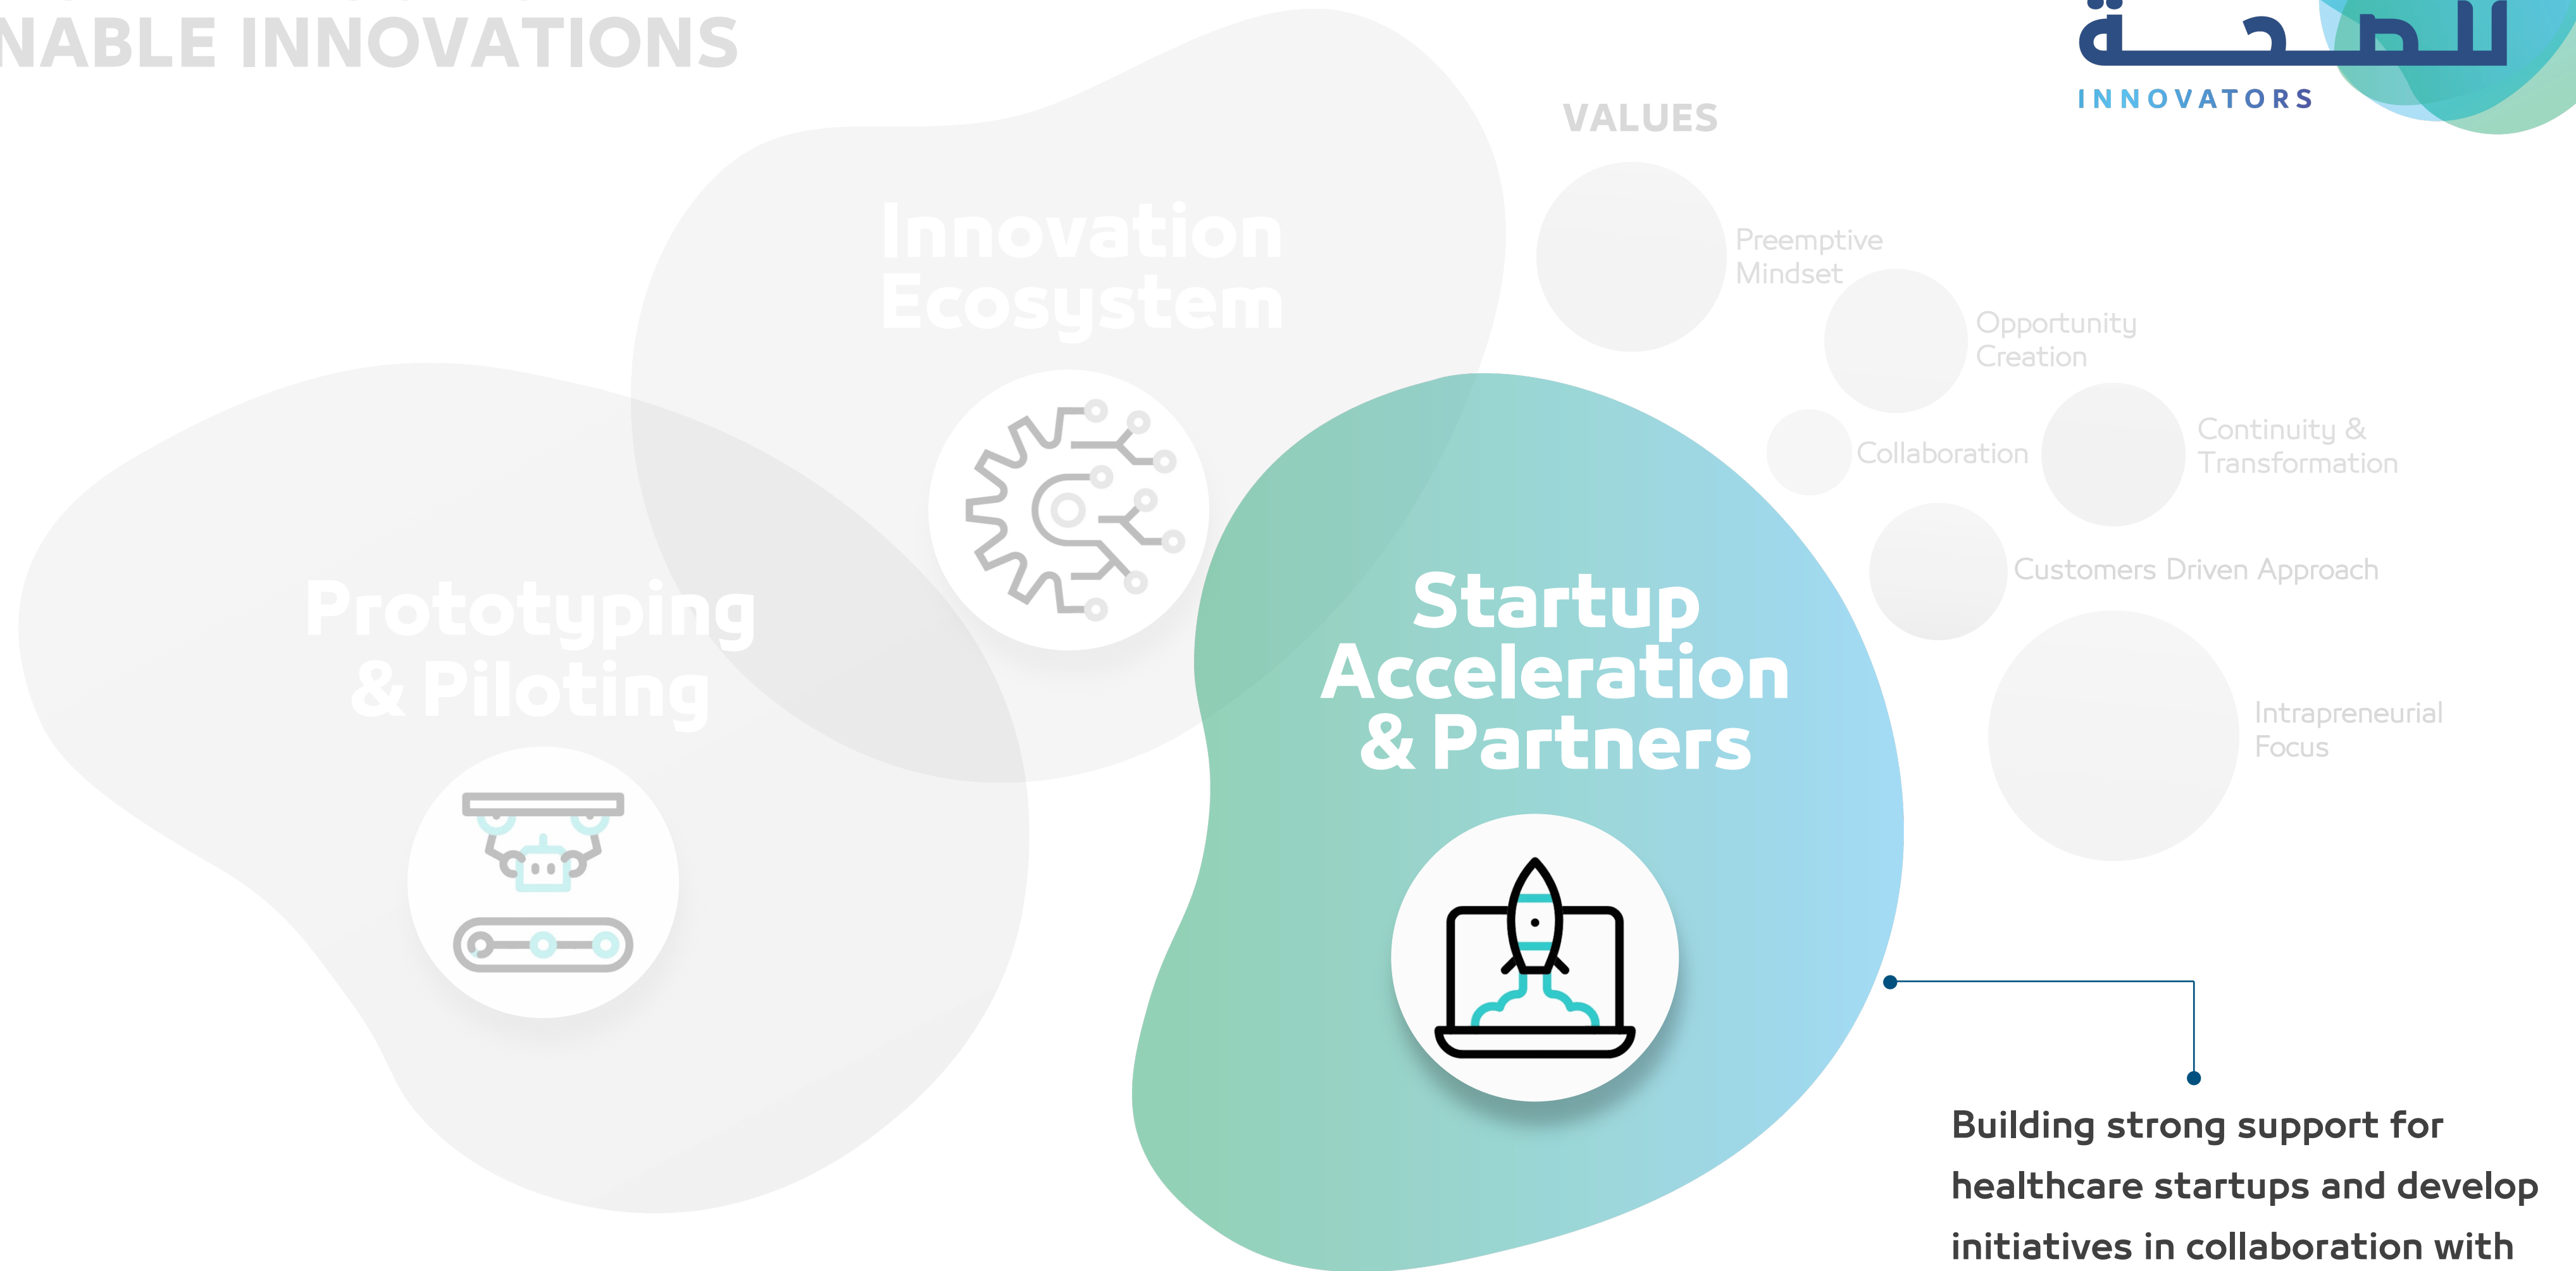 NABLE INNOVATIONS
للصحة
INNOVATORS
VALUES
Innovation
Ecosystem
Preemptive
Mindset
Opportunity
Creation
Collaboration
Continuity &
Transformation
Customers Driven Approach
Intrapreneurial
Focus
Prototyping
& Piloting
Startup
Acceleration
& Partners
Building strong support for
healthcare startups and develop
initiatives in collaboration with